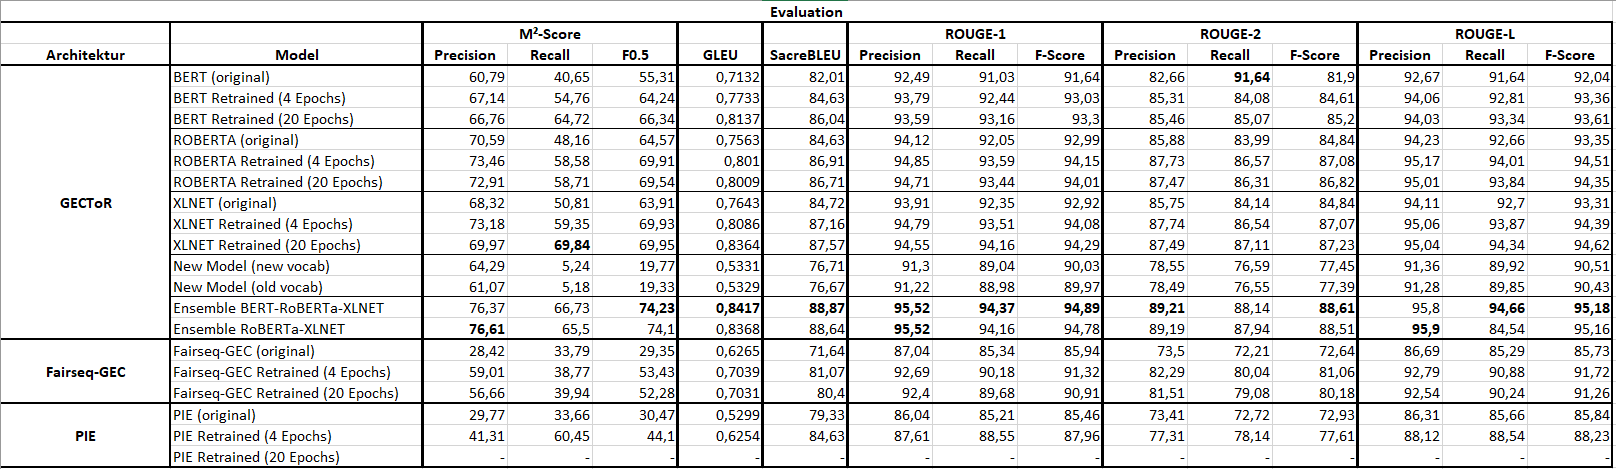 Evaluation
M²-Score ROUGE-1 ROUGE-2 ROUGE-L
Architektur Model Precision Recall F0.5 GLEU SacreBLEU Precision Recall F-Score Precision Recall F-Score Precision Recall F-Score
BERT (original) 60,79 40,65 55,31 0,7132 82,01 92,49 91,03 91,64 82,66 91,64 81,9 92,67 91,64 92,04
BERT Retrained (4 Epochs) 67,14 54,76 64,24 0,7733 84,63 93,79 92,44 93,03 85,31 84,08 84,61 94,06 92,81 93,36
BERT Retrained (20 Epochs) 66,76 64,72 66,34 0,8137 86,04 93,59 93,16 93,3 85,46 85,07 85,2 94,03 93,34 93,61
ROBERTA (original) 70,59 48,16 64,57 0,7563 84,63 94,12 92,05 92,99 85,88 83,99 84,84 94,23 92,66 93,35
ROBERTA Retrained (4 Epochs) 73,46 58,58 69,91 0,801 86,91 94,85 93,59 94,15 87,73 86,57 87,08 95,17 94,01 94,51
ROBERTA Retrained (20 Epochs) 72,91 58,71 69,54 0,8009 86,71 94,71 93,44 94,01 87,47 86,31 86,82 95,01 93,84 94,35
GECToR XLNET (original) 68,32 50,81 63,91 0,7643 84,72 93,91 92,35 92,92 85,75 84,14 84,84 94,11 92,7 93,31
XLNET Retrained (4 Epochs) 73,18 59,35 69,93 0,8086 87,16 94,79 93,51 94,08 87,74 86,54 87,07 95,06 93,87 94,39
XLNET Retrained (20 Epochs) 69,97 69,84 69,95 0,8364 87,57 94,55 94,16 94,29 87,49 87,11 87,23 95,04 94,34 94,62
New Model (new vocab) 64,29 5,24 19,77 0,5331 76,71 91,3 89,04 90,03 78,55 76,59 77,45 91,36 89,92 90,51
New Model (old vocab) 61,07 5,18 19,33 0,5329 76,67 91,22 88,98 89,97 78,49 76,55 77,39 91,28 89,85 90,43
Ensemble BERT-RoBERTa-XLNET 76,37 66,73 74,23 0,8417 88,87 95,52 94,37 94,89 89,21 88,14 88,61 95,8 94,66 95,18
Ensemble RoBERTa-XLNET 76,61 65,5 74,1 0,8368 88,64 95,52 94,16 94,78 89,19 87,94 88,51 95,9 84,54 95,16
Fairseq-GEC (original) 28,42 33,79 29,35 0,6265 71,64 87,04 85,34 85,94 73,5 72,21 72,64 86,69 85,29 85,73
Fairseq-GEC Fairseq-GEC Retrained (4 Epochs) 59,01 38,77 53,43 0,7039 81,07 92,69 90,18 91,32 82,29 80,04 81,06 92,79 90,88 91,72
Fairseq-GEC Retrained (20 Epochs) 56,66 39,94 52,28 0,7031 80,4 92,4 89,68 90,91 81,51 79,08 80,18 92,54 90,24 91,26
PIE (original) 29,77 33,66 30,47 0,5299 79,33 86,04 85,21 85,46 73,41 72,72 72,93 86,31 85,66 85,84
PIE PIE Retrained (4 Epochs) 41,31 60,45 44,1 0,6254 84,63 87,61 88,55 87,96 77,31 78,14 77,61 88,12 88,54 88,23
PIE Retrained (20 Epochs) - - - - - - - - - - - - - -